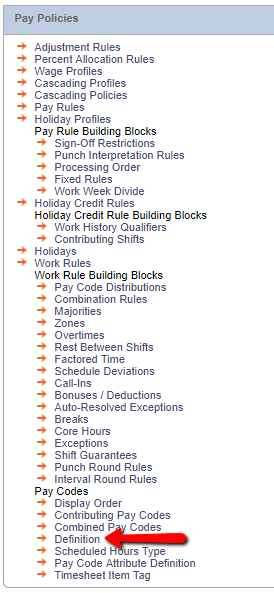 Pay Policies
Adjustment Rules
Percent Allocation Rules
Wage Profiles
Cascading Profiles
Cascading Policies
Pay Rules
Holiday Profiles
Pay Rule Building Blocks
Sign-Off Restrictions
Punch Interpretation Rules
Processing Order
Fixed Rules
Work Week Divide
Holiday Credit Rules
Holiday Credit Rule Building Blocks
Work History Qualifiers
Contributing Shifts
Holidays
Work Rules
Work Rule Building Blocks
Pay Code Distributions
Combination Rules
Majorities
Zones
Overtimes
Rest Between Shifts
Factored Time
Schedule Deviations
Call-Ins
Bonuses / Deductions
Auto-Resolved Exceptions
Breaks
Core Hours
Exceptions
Shift Guarantees
Punch Round Rules
Interval Round Rules
Pay Codes
Display Order
Contributing Pay Codes
Combined Pay Codes
Definition
Scheduled Hours Type
Pay Code Attribute Definition
Timesheet Item Tag